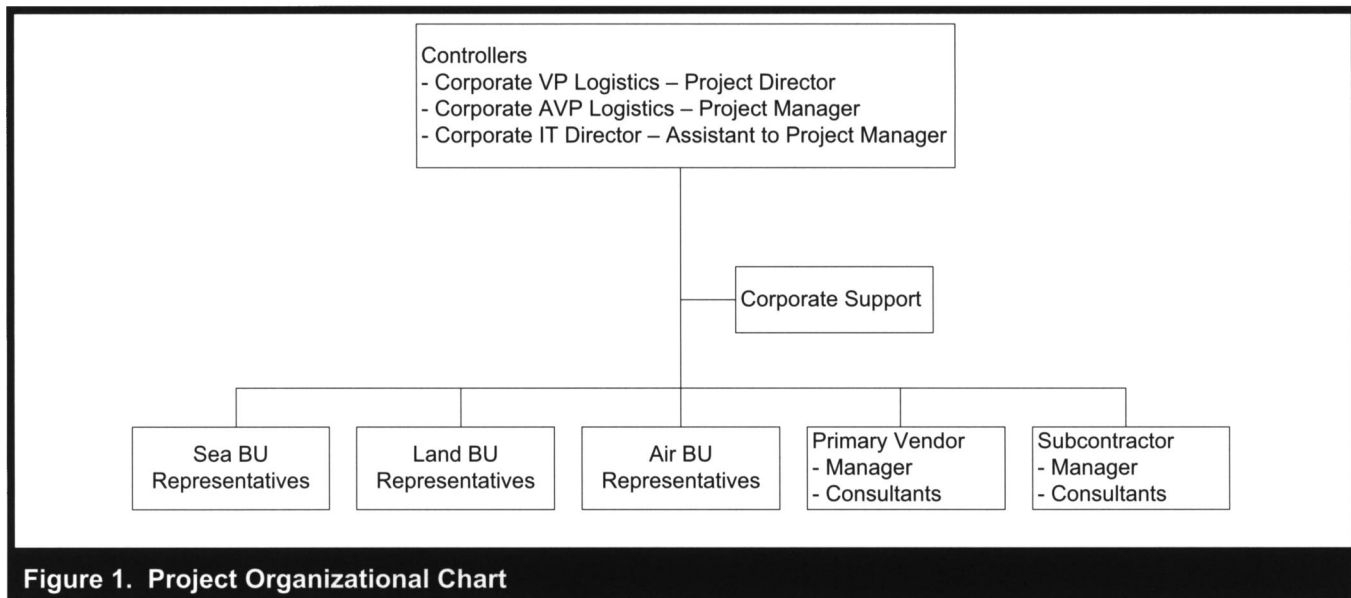 Controllers
- Corporate VP Logistics – Project Director
- Corporate AVP Logistics – Project Manager
- Corporate IT Director – Assistant to Project Manager
Corporate Support
Sea BU
Representatives
Land BU
Representatives
Air BU
Representatives
Primary Vendor
- Manager
- Consultants
Subcontractor
- Manager
- Consultants
Figure 1. Project Organizational Chart